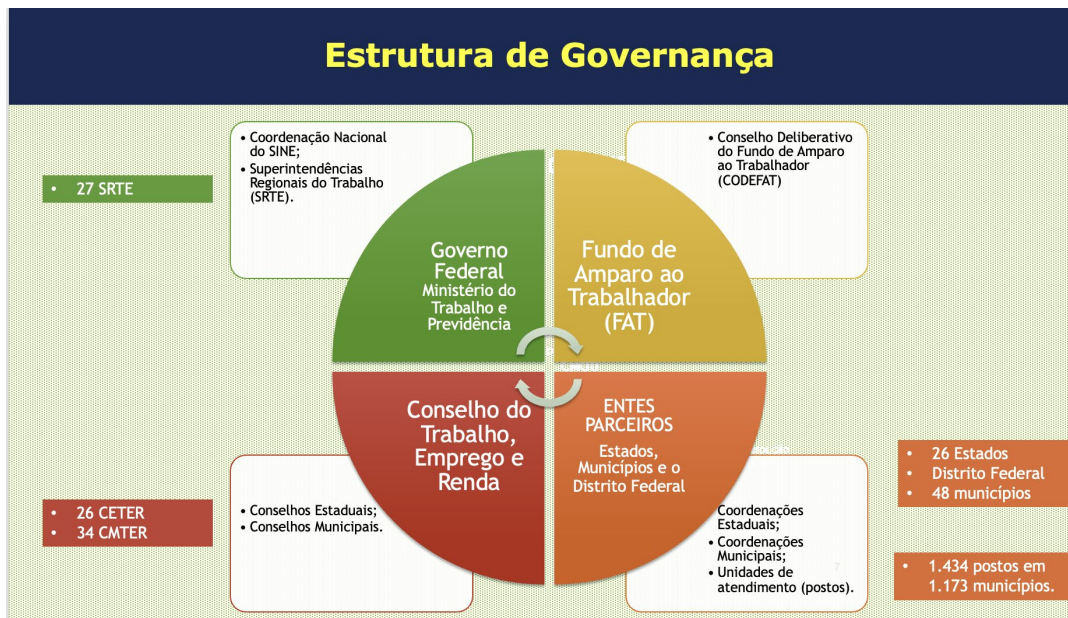 Estrutura de Governança
• Coordenação Nacional
do SINE;
• Superintendências
Regionais do Trabalho
(SRTE).
• 27 SRTE
Governo
Federal
Ministério do
Trabalho e
Previdência
• Conselho Deliberativo
do Fundo de Amparo
ao Trabalhador
(CODEFAT)
Fundo de
Amparo ao
Trabalhador
(FAT)
Conselho do
Trabalho,
Emprego e
Renda
• Conselhos Estaduais;
• Conselhos Municipais.
• 26 CETER
• 34 CMTER
ENTES
PARCEIROS
Estados,
Municípios e o
Distrito Federal
Coordenações
Estaduais;
• Coordenações
Municipais;
• Unidades de
atendimento (postos).
• 26 Estados
• Distrito Federal
• 48 municípios
• 1.434 postos em
1.173 municípios.
7